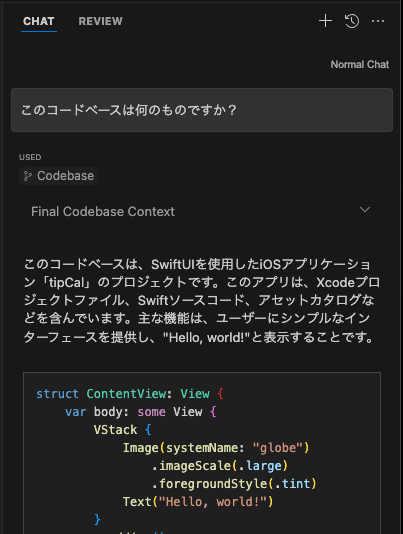 CHAT REVIEW
Normal Chat
このコードベースは何のものですか？
USED
Codebase
Final Codebase Context
このコードベースは、SwiftUIを使用したiOSアプリケーショ
ン「tipCal」のプロジェクトです。このアプリは、Xcodeプロ
ジェクトファイル、Swiftソースコード、アセットカタログな
どを含んでいます。主な機能は、ユーザーにシンプルなイン
ターフェースを提供し、"Hello, world!"と表示することです。
struct ContentView: View {
    var body: some View {
        VStack {
            Image(systemName: "globe")
                .imageScale(.large)
                .foregroundStyle(.tint)
            Text("Hello, world!")
        }